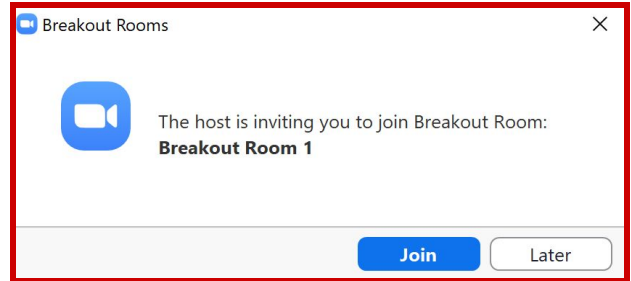 Breakout Rooms
The host is inviting you to join Breakout Room:
Breakout Room 1
Join
Later